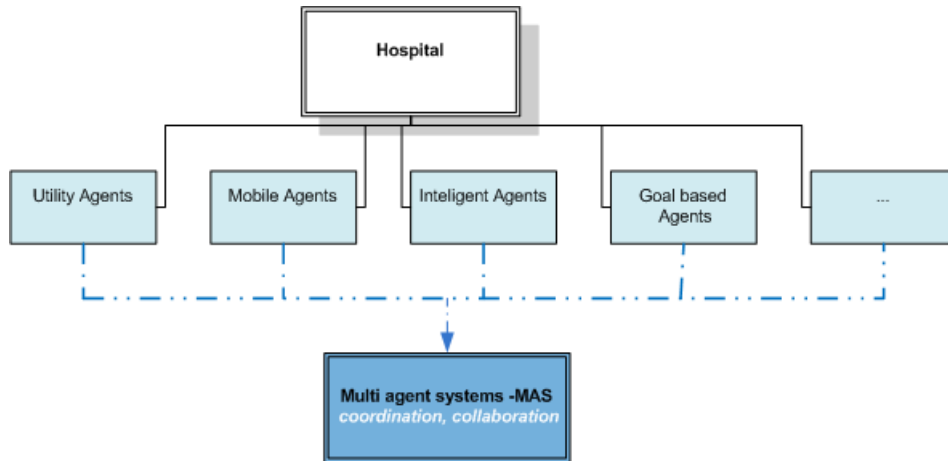 Hospital
Utility Agents
Mobile Agents
Inteligent Agents
Goal based
Agents
...
Multi agent systems -MAS
coordination, collaboration